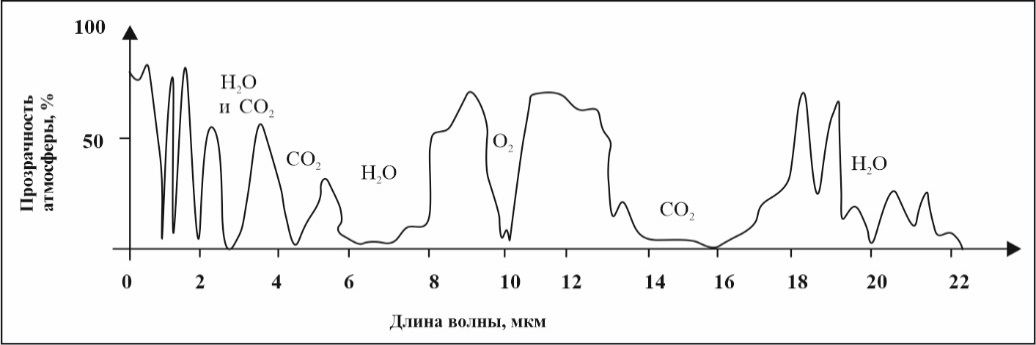 100
50
Прозрачность
атмосферы, %
H₂O
и CO₂
CO₂
H₂O
O₂
CO₂
H₂O
0 2 4 6 8 10 12 14 16 18 20 22
Длина волны, мкм